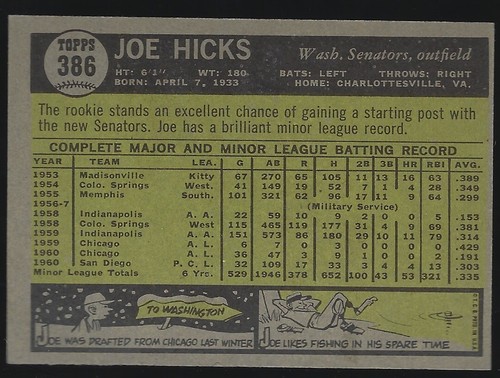 TOPPS
386
JOE HICKS
Wash. Senators, outfield
HT: 6'1" WT: 180 BATS: LEFT THROWS: RIGHT
BORN: APRIL 7, 1933 HOME: CHARLOTTESVILLE, VA.
The rookie stands an excellent chance of gaining a starting post with
the new Senators. Joe has a brilliant minor league record.
COMPLETE MAJOR AND MINOR LEAGUE BATTING RECORD
YEAR TEAM LEA. G AB R H 2B 3B HR RBI AVG.
1953 Madisonville Kitty 67 270 65 105 11 13 16 63 .389
1954 Colo. Springs West. 41 149 19 52 7 1 4 28 .349
1955 Memphis South. 101 321 62 96 17 11 9 64 .299
1956-7 (Military Service)
1958 Indianapolis A. A. 22 59 10 9 2 0 0 5 .153
1958 Colo. Springs West 115 465 119 177 31 4 9 69 .381
1959 Indianapolis A. A. 151 573 86 180 29 10 11 79 .314
1959 Chicago A. L. 6 7 0 3 0 0 0 0 .429
1960 Chicago A. L. 36 47 3 9 1 0 0 2 .191
1960 San Diego P. C. L. 32 109 17 33 3 4 4 13 .303
Minor League Totals 6 Yrs. 529 1946 378 652 100 43 53 321 .335
TO WASHINGTON
JOE WAS DRAFTED FROM CHICAGO LAST WINTER.
JOE LIKES FISHING IN HIS SPARE TIME